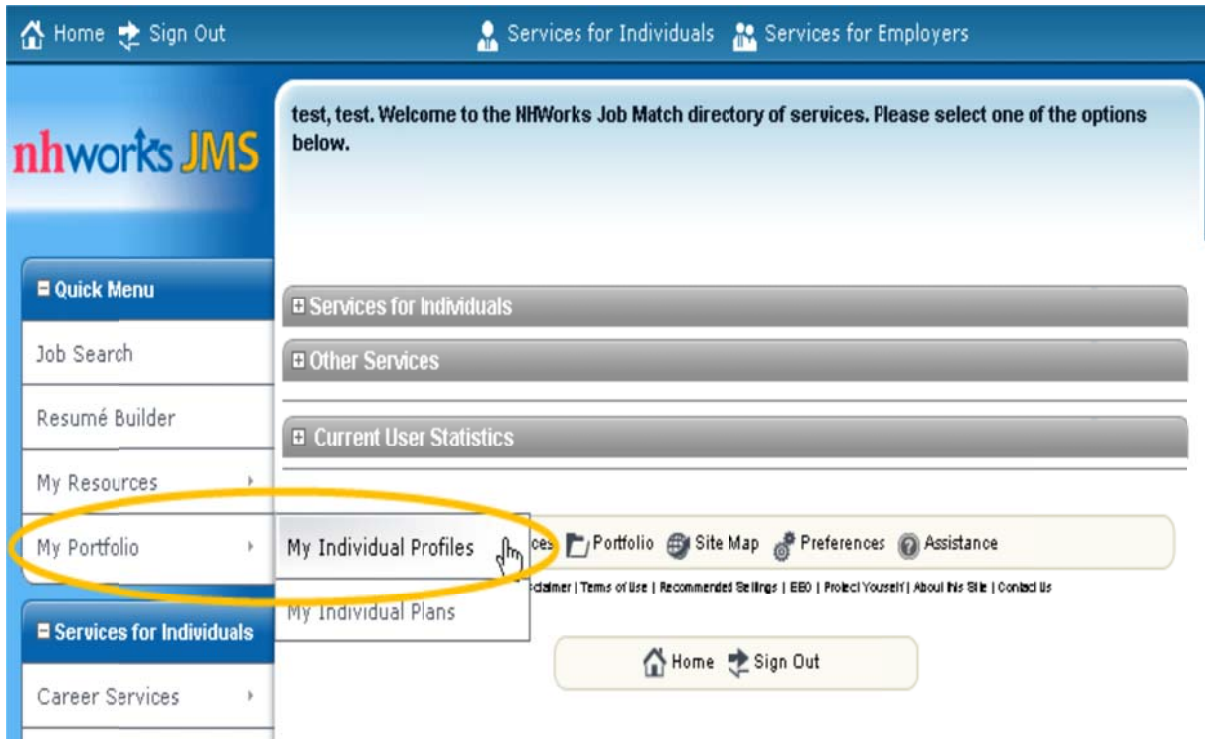 Home Sign Out Services for Individuals Services for Employers
nhworks JMS
test, test. Welcome to the NHWorks Job Match directory of services. Please select one of the options
below.
Quick Menu
Job Search
Resumé Builder
My Resources
My Portfolio
My Individual Profiles
My Individual Plans
Services for Individuals
Career Services
Services for Individuals
Other Services
Current User Statistics
ces Portfolio Site Map Preferences Assistance
claimer | Terms of Use | Recommended Settings | EEO | Protect Yourself | About this Site | Contact Us
Home Sign Out